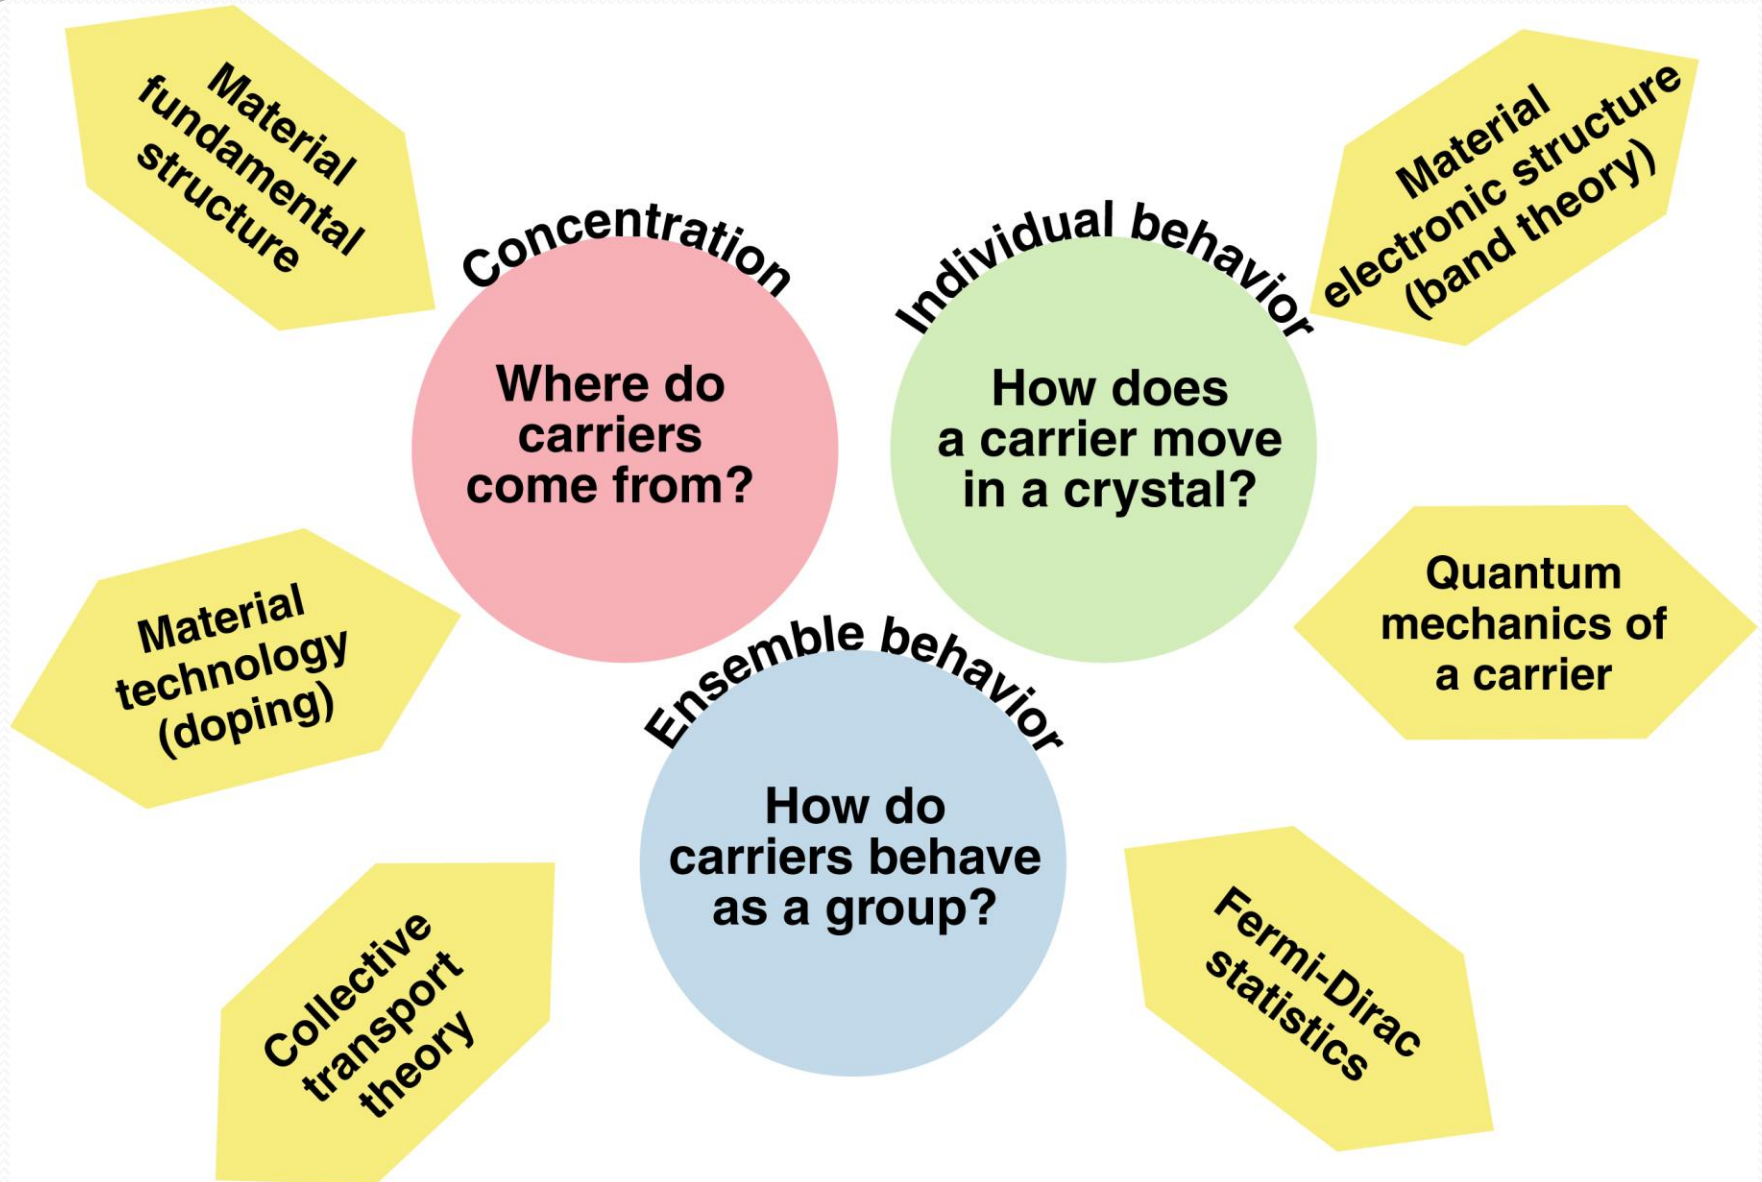 Material
fundamental
structure
Material
electronic structure
(band theory)
Concentration
Individual behavior
Where do
carriers
come from?
How does
a carrier move
in a crystal?
Material
technology
(doping)
Quantum
mechanics of
a carrier
Ensemble behavior
How do
carriers behave
as a group?
Collective
transport
theory
Fermi-Dirac
statistics